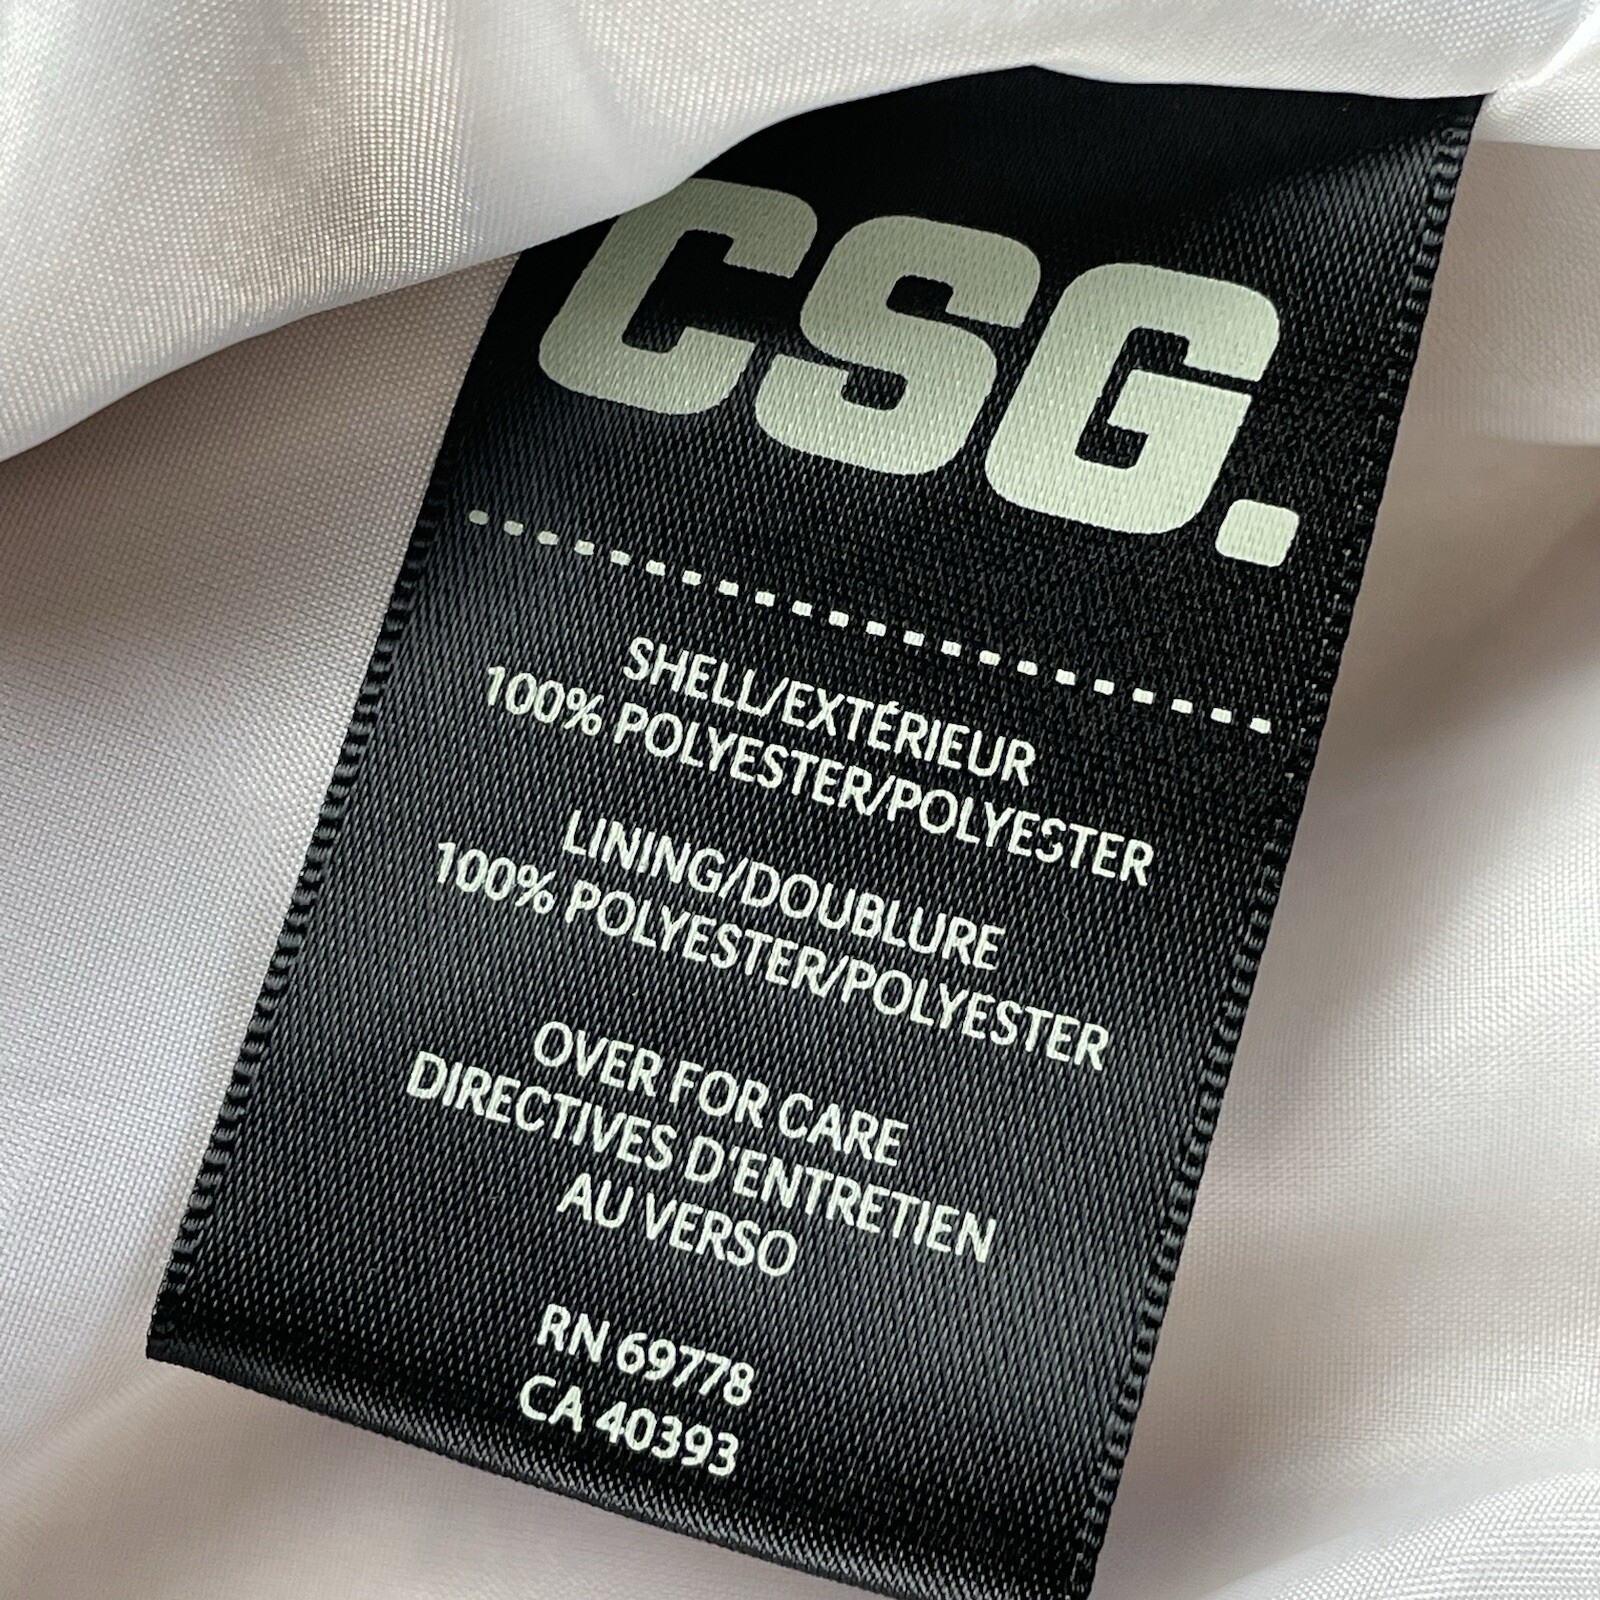 CSG.
SHELL/EXTÉRIEUR
100% POLYESTER/POLYESTER
LINING/DOUBLURE
100% POLYESTER/POLYESTER
OVER FOR CARE
DIRECTIVES D'ENTRETIEN
AU VERSO
RN 69778
CA 40393